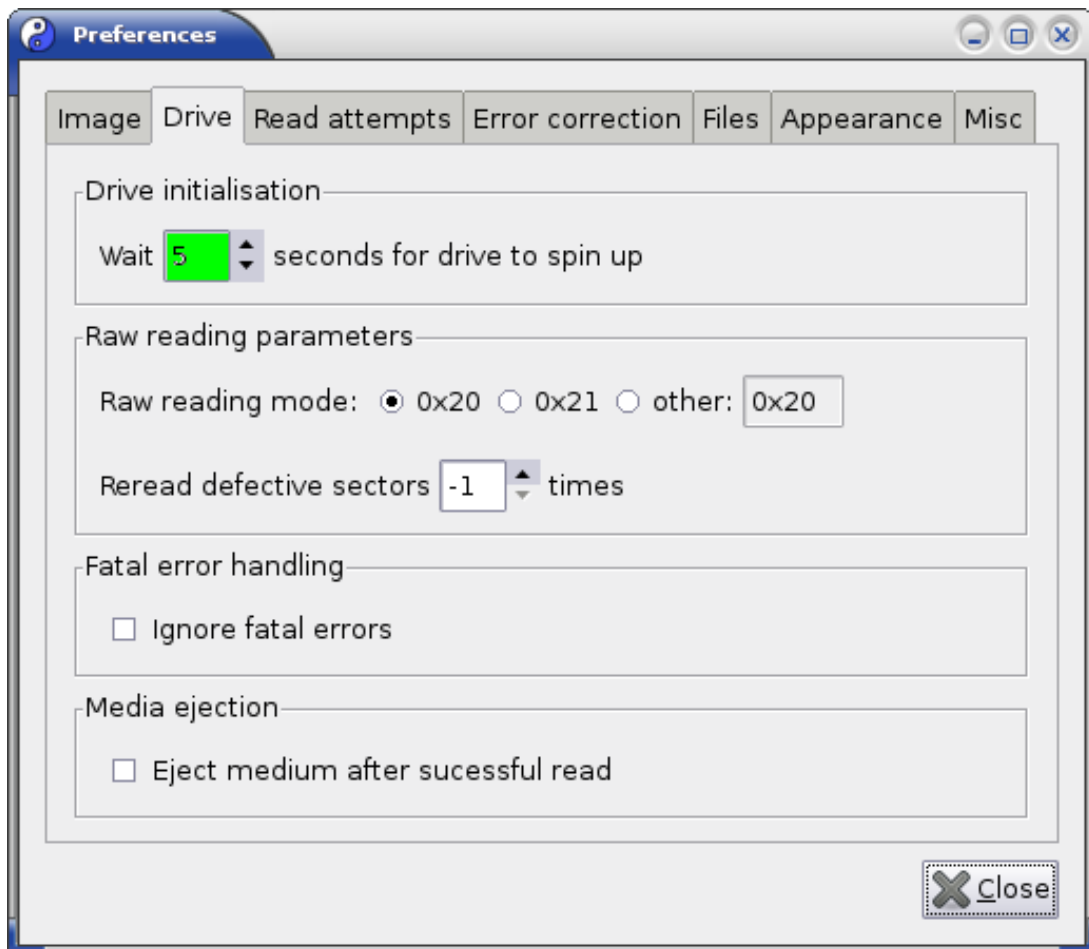 Preferences
Image Drive Read attempts Error correction Files Appearance Misc
Drive initialisation
Wait 5 seconds for drive to spin up
Raw reading parameters
Raw reading mode: 0x20 0x21 other: 0x20
Reread defective sectors -1 times
Fatal error handling
Ignore fatal errors
Media ejection
Eject medium after sucessful read
Close